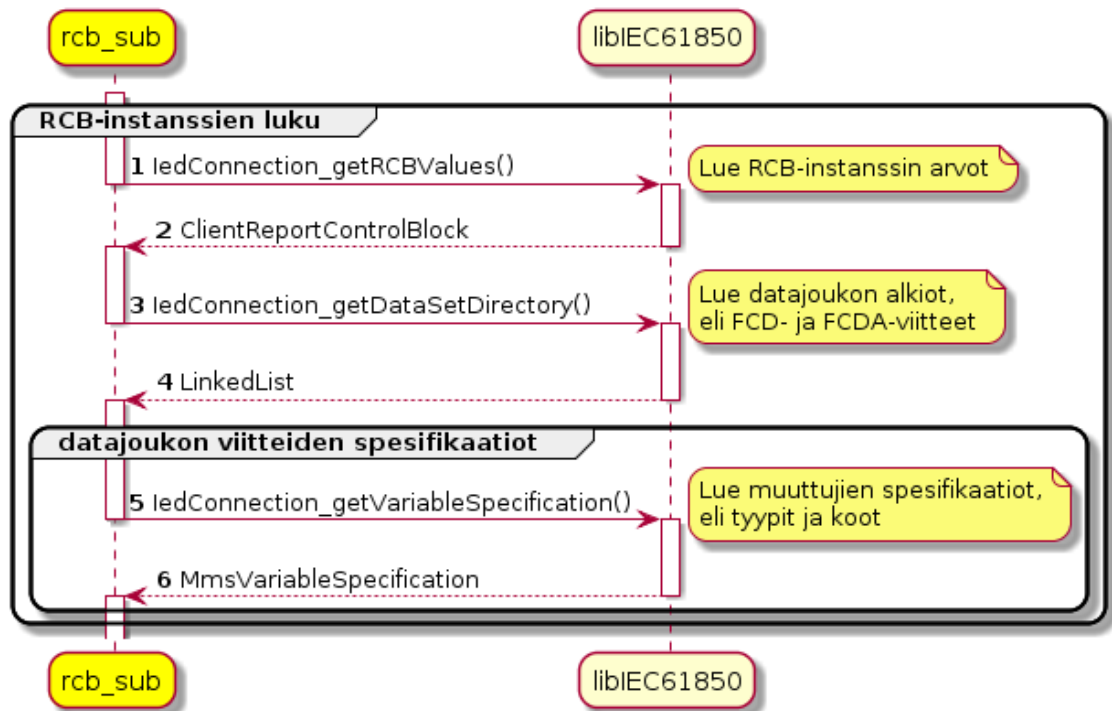 rcb_sub
libIEC61850
RCB-instanssien luku
1 IedConnection_getRCBValues()
Lue RCB-instanssin arvot
2 ClientReportControlBlock
3 IedConnection_getDataSetDirectory()
Lue datajoukon alkiot,
eli FCD- ja FCDA-viitteet
4 LinkedList
datajoukon viitteiden spesifikaatiot
5 IedConnection_getVariableSpecification()
Lue muuttujien spesifikaatiot,
eli tyypit ja koot
6 MmsVariableSpecification
rcb_sub
libIEC61850